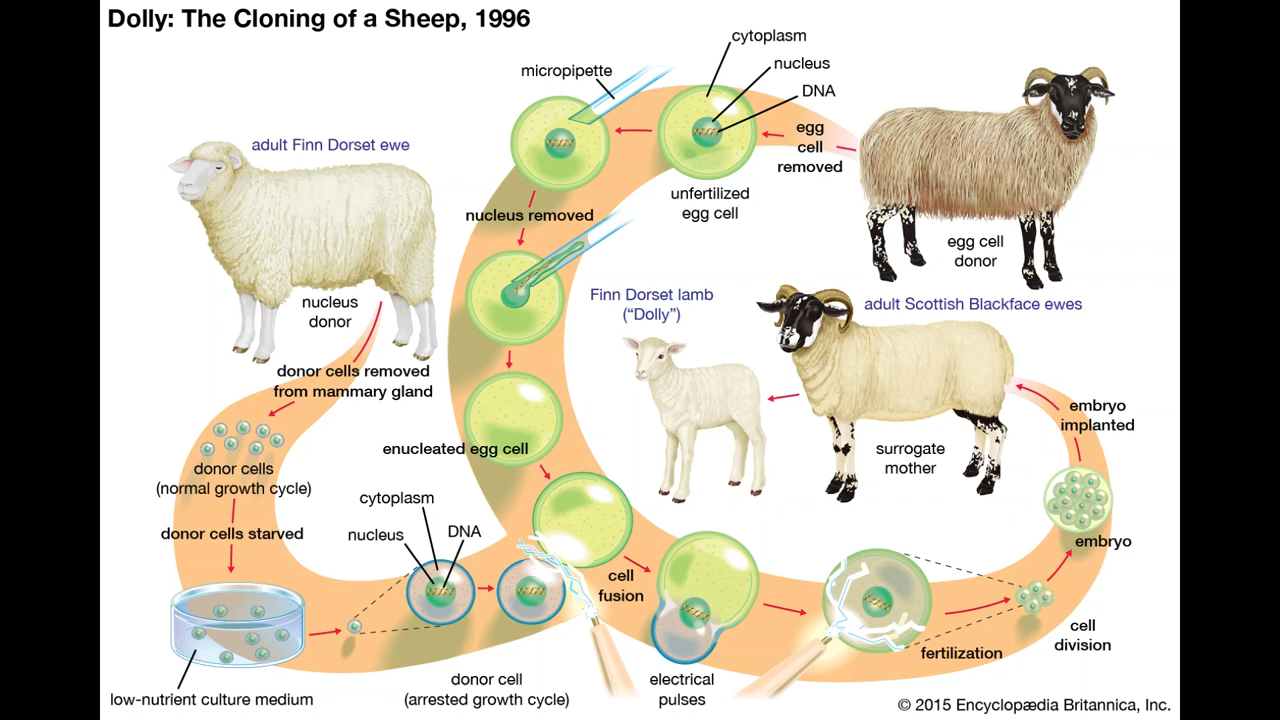 Dolly: The Cloning of a Sheep, 1996
cytoplasm
nucleus
DNA
micropipette
egg
cell
removed
unfertilized
egg cell
egg cell
donor
adult Finn Dorset ewe
nucleus
donor
nucleus removed
donor cells removed
from mammary gland
enucleated egg cell
Finn Dorset lamb
(“Dolly”)
adult Scottish Blackface ewes
surrogate
mother
embryo
implanted
embryo
donor cells
(normal growth cycle)
donor cells starved
cytoplasm
nucleus
DNA
cell
fusion
low-nutrient culture medium
donor cell
(arrested growth cycle)
electrical
pulses
fertilization
cell
division
© 2015 Encyclopædia Britannica, Inc.